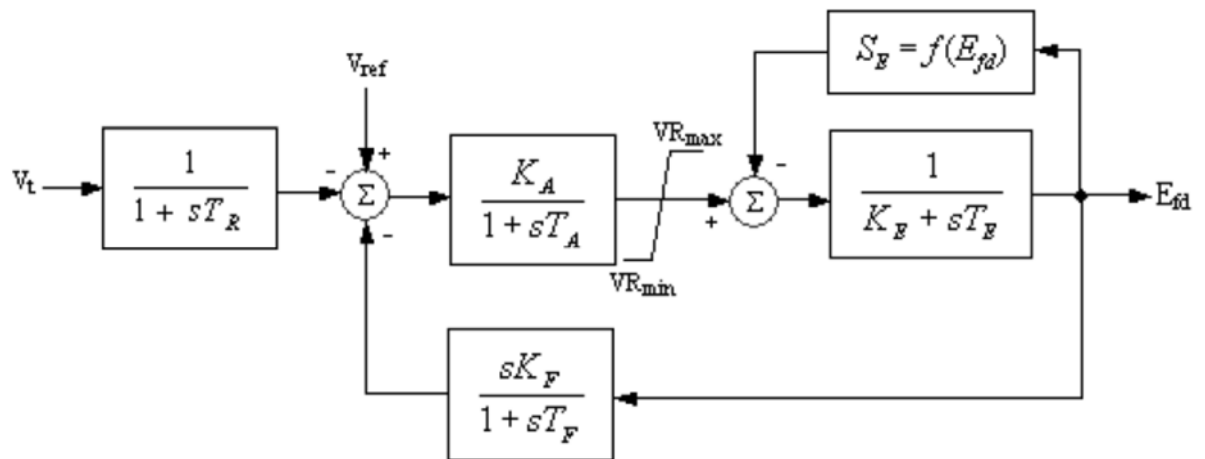 S_E = f(E_fd)
V_ref
VR_max
V_t
1
1 + sT_R
-
+
Σ
-
K_A
1 + sT_A
+
-
Σ
1
K_E + sT_E
E_fd
VR_min
sK_F
1 + sT_F